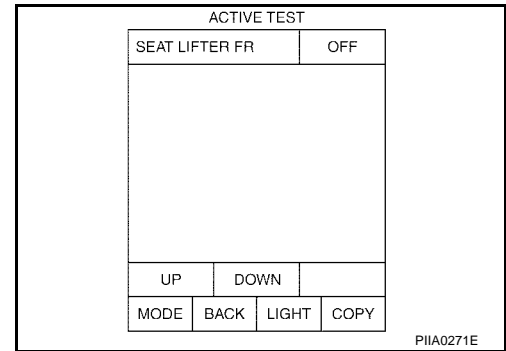 ACTIVE TEST
SEAT LIFTER FR OFF
UP DOWN
MODE BACK LIGHT COPY
PIIA0271E